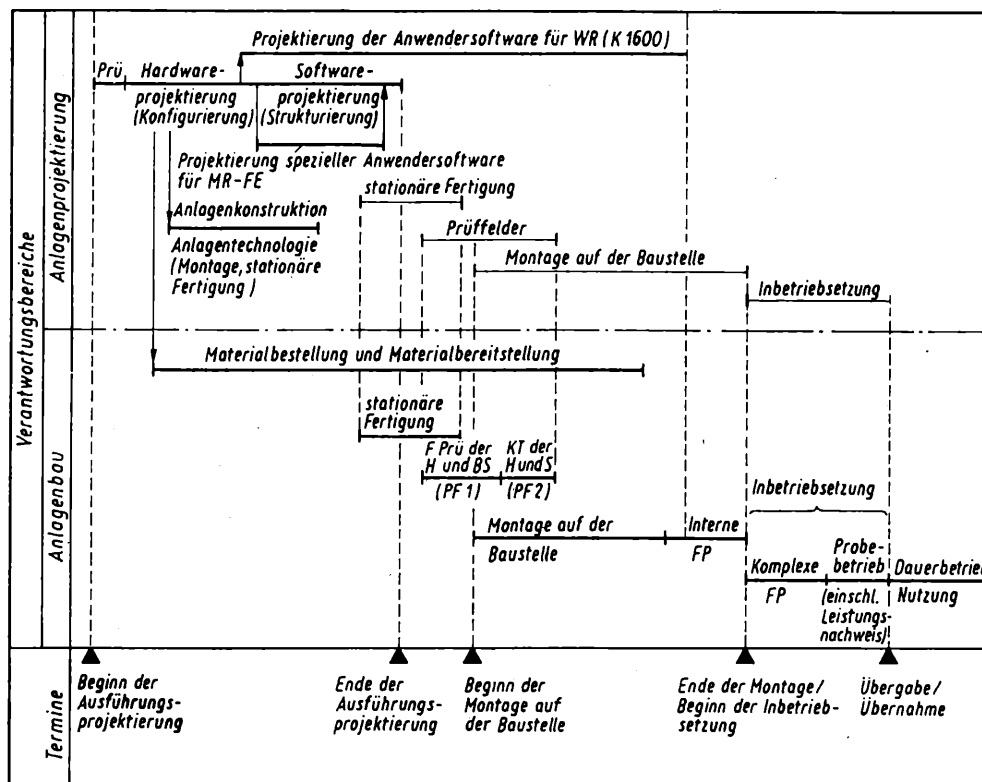 Verantwortungsbereiche
Anlagenprojektierung
Projektierung der Anwendersoftware für WR (K 1600)
Prü
Hardware-
projektierung
(Konfigurierung)
Software-
projektierung
(Strukturierung)
Projektierung spezieller Anwendersoftware
für MR-FE
stationäre Fertigung
Anlagenkonstruktion
Anlagentechnologie
(Montage, stationäre
Fertigung)
Prüffelder
Montage auf der Baustelle
Inbetriebsetzung
Anlagenbau
Materialbestellung und Materialbereitstellung
stationäre
Fertigung
F Prü der
H und BS
(PF 1)
KT der
H und S
(PF 2)
Montage auf der
Baustelle
Interne
FP
Inbetriebsetzung
Komplexe
FP
Probe-
betrieb
(einschl.
Leistungs-
nachweis)
Dauerbetrieb
Nutzung
Termine
Beginn der
Ausführungs-
projektierung
Ende der
Ausführungs-
projektierung
Beginn der
Montage auf
der Baustelle
Ende der Montage/
Beginn der Inbetrieb-
setzung
Übergabe/
Übernahme